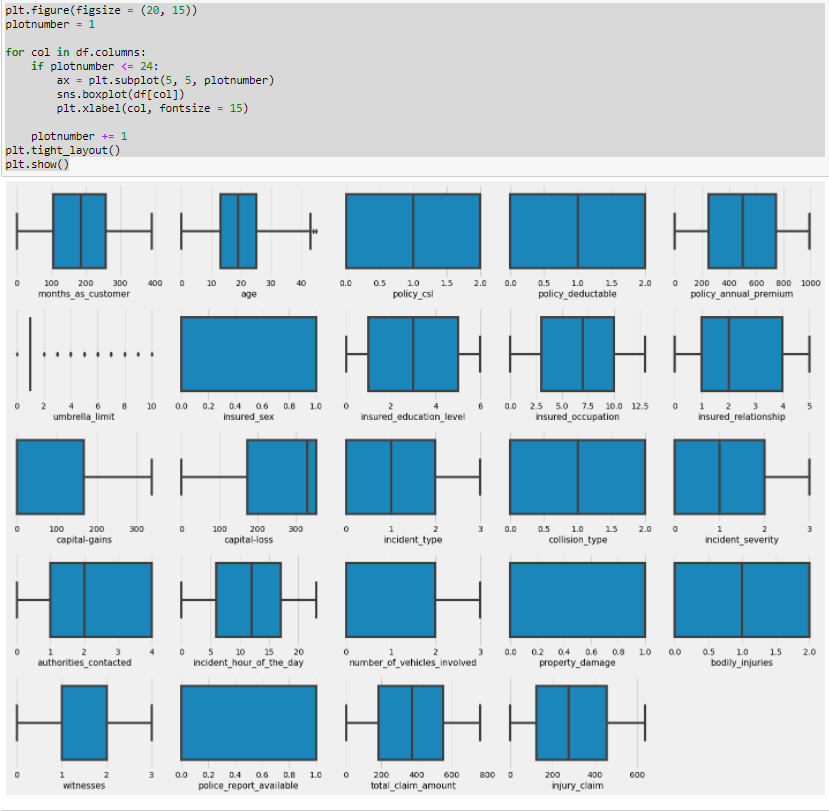 plt.figure(figsize = (20, 15))
plotnumber = 1
for col in df.columns:
    if plotnumber <= 24:
        ax = plt.subplot(5, 5, plotnumber)
        sns.boxplot(df[col])
        plt.xlabel(col, fontsize = 15)
    plotnumber += 1
plt.tight_layout()
plt.show()
0 100 200 300 400 0 10 20 30 40 0.0 0.5 1.0 1.5 2.0 0.0 0.5 1.0 1.5 2.0 0 200 400 600 800 1000
months_as_customer age policy_csl policy_deductable policy_annual_premium
0 2 4 6 8 10 0.0 0.2 0.4 0.6 0.8 1.0 0 2 4 6 0.0 2.5 5.0 7.5 10.0 12.5 0 1 2 3 4 5
umbrella_limit insured_sex insured_education_level insured_occupation insured_relationship
0 100 200 300 0 100 200 300 0 1 2 3 0.0 0.5 1.0 1.5 2.0 0 1 2 3
capital-gains capital-loss incident_type collision_type incident_severity
0 1 2 3 4 0 5 10 15 20 0 1 2 3 0.0 0.2 0.4 0.6 0.8 1.0 0.0 0.5 1.0 1.5 2.0
authorities_contacted incident_hour_of_the_day number_of_vehicles_involved property_damage bodily_injuries
0 1 2 3 0.0 0.2 0.4 0.6 0.8 1.0 0 200 400 600 800 0 200 400 600
witnesses police_report_available total_claim_amount injury_claim